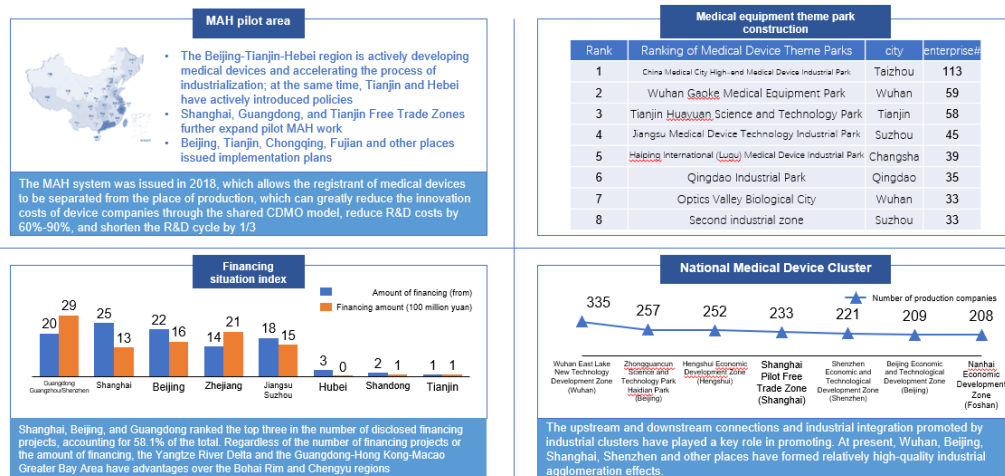 MAH pilot area
The Beijing-Tianjin-Hebei region is actively developing
medical devices and accelerating the process of
industrialization; at the same time, Tianjin and Hebei
have actively introduced policies
Shanghai, Guangdong, and Tianjin Free Trade Zones
further expand pilot MAH work
Beijing, Tianjin, Chongqing, Fujian and other places
issued implementation plans
The MAH system was issued in 2018, which allows the registrant of medical devices
to be separated from the place of production, which can greatly reduce the innovation
costs of device companies through the shared CDMO model, reduce R&D costs by
60%-90%, and shorten the R&D cycle by 1/3
Medical equipment theme park
construction
Rank Ranking of Medical Device Theme Parks city enterprise#
1 China Medical City High-end Medical Device Industrial Park Taizhou 113
2 Wuhan Gaoke Medical Equipment Park Wuhan 59
3 Tianjin Huayuan Science and Technology Park Tianjin 58
4 Jiangsu Medical Device Technology Industrial Park Suzhou 45
5 Haiping International (Lugu) Medical Device Industrial Park Changsha 39
6 Qingdao Industrial Park Qingdao 35
7 Optics Valley Biological City Wuhan 33
8 Second industrial zone Suzhou 33
Financing
situation index
Amount of financing (from)
Financing amount (100 million yuan)
20 29 25 13 22 16 14 21 18 15 3 0 2 1 1 1
Guangdong
Guangzhou/Shenzhen
Shanghai
Beijing
Zhejiang
Jiangsu
Suzhou
Hubei
Shandong
Tianjin
Shanghai, Beijing, and Guangdong ranked the top three in the number of disclosed financing
projects, accounting for 58.1% of the total. Regardless of the number of financing projects or
the amount of financing, the Yangtze River Delta and the Guangdong-Hong Kong-Macao
Greater Bay Area have advantages over the Bohai Rim and Chengyu regions
National Medical Device Cluster
Number of production companies
335 257 252 233 221 209 208
Wuhan East Lake
New Technology
Development Zone
(Wuhan)
Zhongguancun
Science and
Technology Park
Haidian Park
(Beijing)
Hengshui Economic
Development Zone
(Hengshui)
Shanghai
Pilot Free
Trade Zone
(Shanghai)
Shenzhen
Economic and
Technological
Development Zone
(Shenzhen)
Beijing Economic
and Technological
Development Zone
(Beijing)
Nanhai
Economic
Development
Zone
(Foshan)
The upstream and downstream connections and industrial integration promoted by
industrial clusters have played a key role in promoting. At present, Wuhan, Beijing,
Shanghai, Shenzhen and other places have formed relatively high-quality industrial
agglomeration effects.